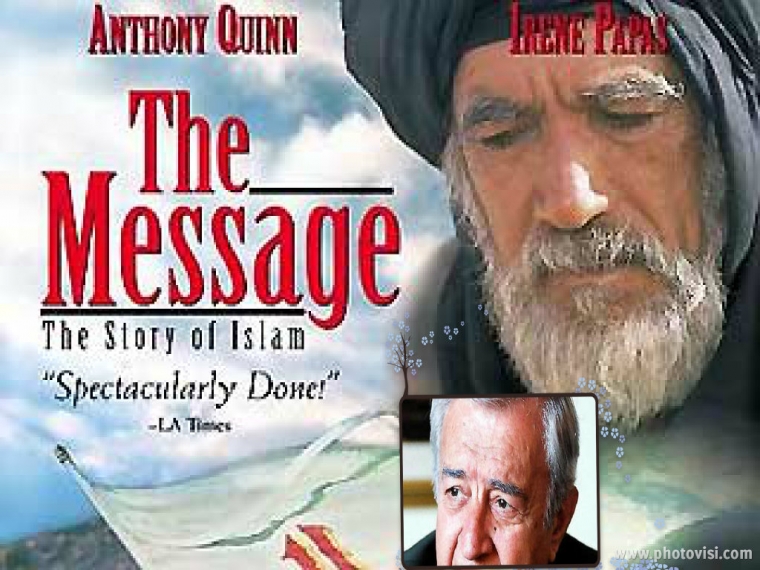 ANTHONY QUINN IRENE PAPAS
The
Message
The Story of Islam
“Spectacularly Done!”
–LA Times
www.photovisi.com